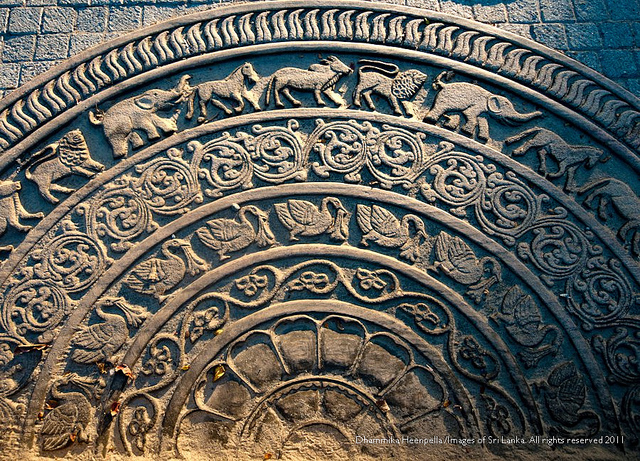 Dhammika Heenpella/Images of Sri Lanka. All rights reserved 2011